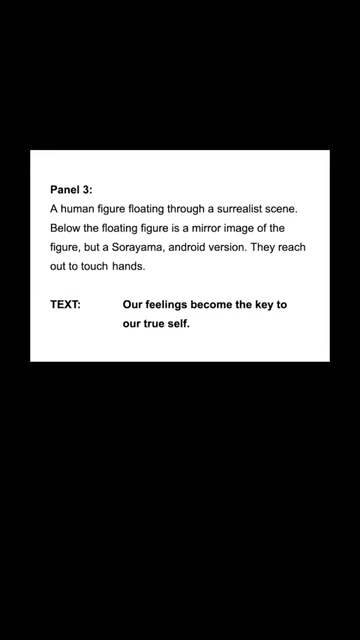 Panel 3:
A human figure floating through a surrealist scene.
Below the floating figure is a mirror image of the
figure, but a Sorayama, android version. They reach
out to touch hands.
TEXT: Our feelings become the key to
our true self.